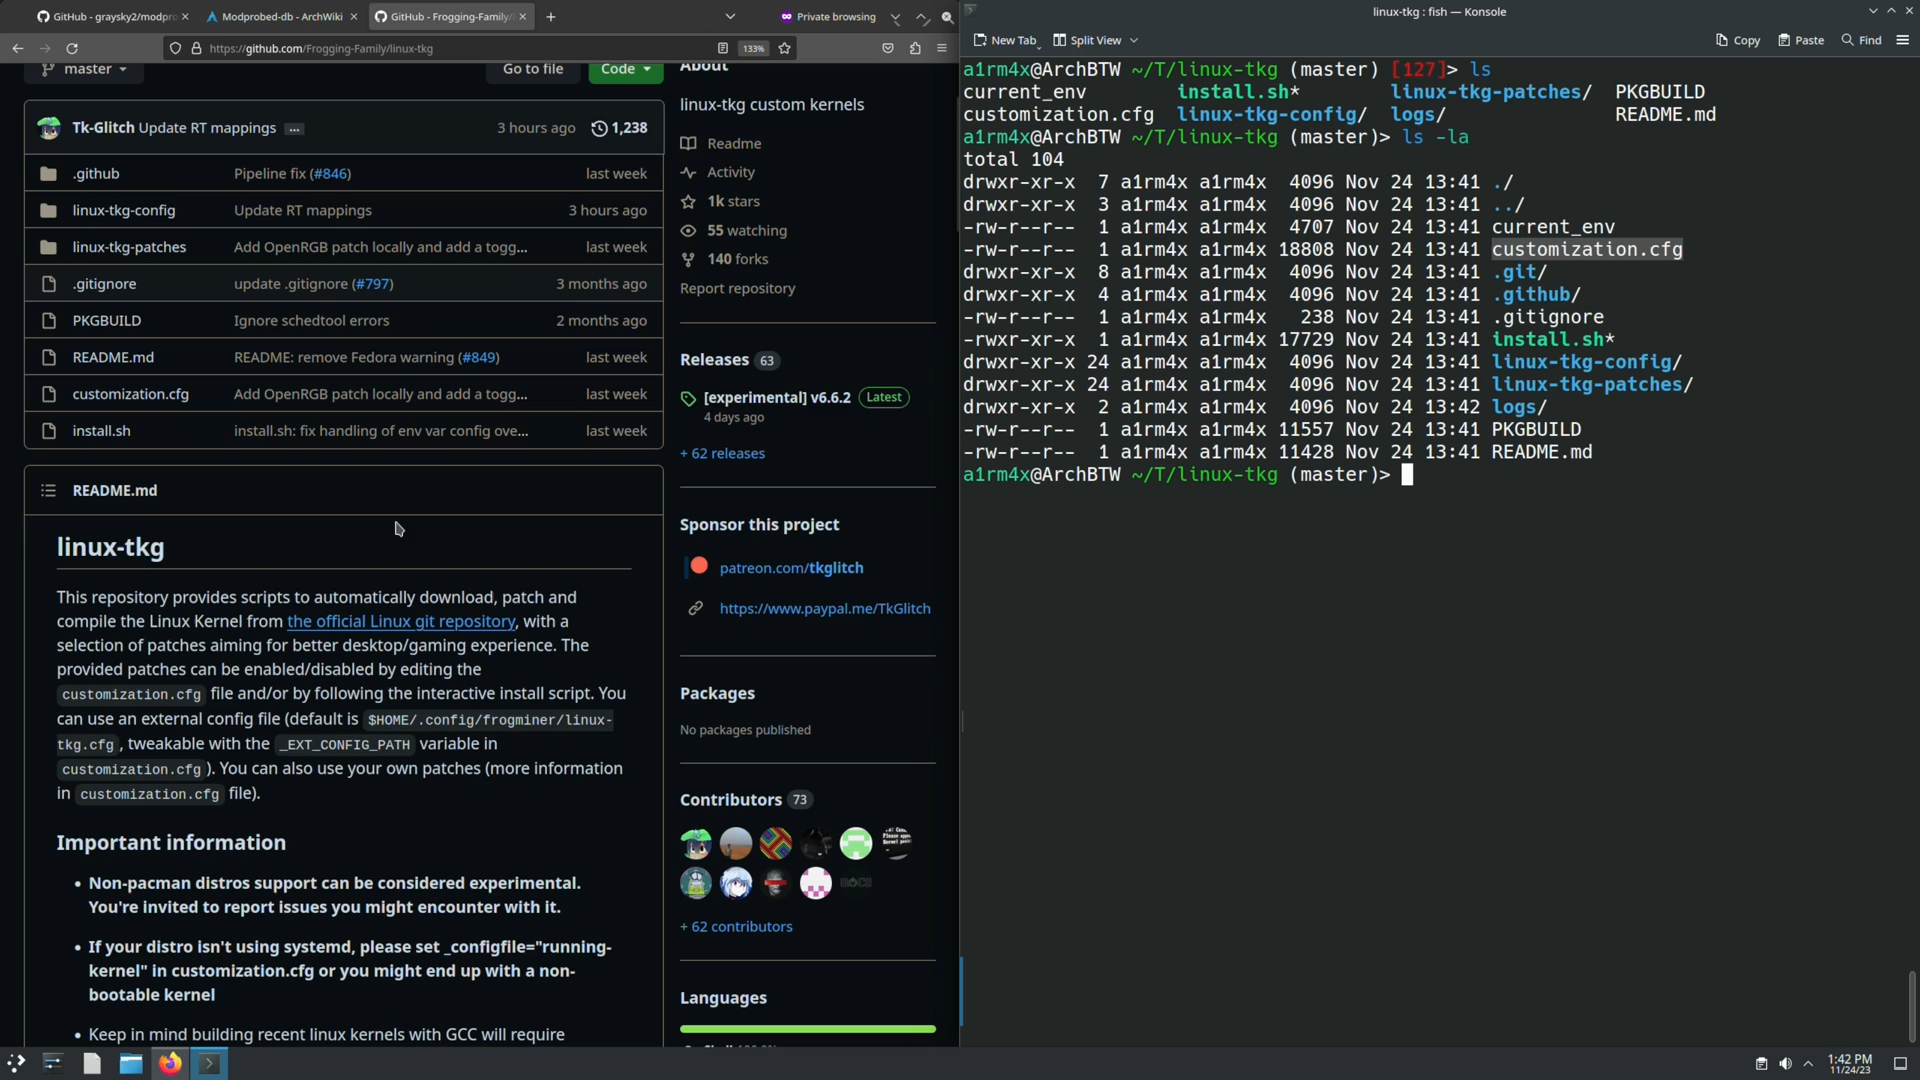 GitHub - graysky2/modpro
Modprobed-db - ArchWiki
GitHub - Frogging-Family/l
Private browsing
https://github.com/Frogging-Family/linux-tkg
133%
master
Go to file
Code
Tk-Glitch Update RT mappings
3 hours ago
1,238
.github
Pipeline fix (#846)
last week
linux-tkg-config
Update RT mappings
3 hours ago
linux-tkg-patches
Add OpenRGB patch locally and add a togg...
last week
.gitignore
update .gitignore (#797)
3 months ago
PKGBUILD
Ignore schedtool errors
2 months ago
README.md
README: remove Fedora warning (#849)
last week
customization.cfg
Add OpenRGB patch locally and add a togg...
last week
install.sh
install.sh: fix handling of env var config ove...
last week
README.md
linux-tkg
This repository provides scripts to automatically download, patch and
compile the Linux Kernel from the official Linux git repository, with a
selection of patches aiming for better desktop/gaming experience. The
provided patches can be enabled/disabled by editing the
customization.cfg file and/or by following the interactive install script. You
can use an external config file (default is $HOME/.config/frogminer/linux-
tkg.cfg , tweakable with the _EXT_CONFIG_PATH variable in
customization.cfg ). You can also use your own patches (more information
in customization.cfg file).
Important information
• Non-pacman distros support can be considered experimental.
You're invited to report issues you might encounter with it.
• If your distro isn't using systemd, please set _configfile="running-
kernel" in customization.cfg or you might end up with a non-
bootable kernel
• Keep in mind building recent linux kernels with GCC will require
About
linux-tkg custom kernels
Readme
Activity
1k stars
55 watching
140 forks
Report repository
Releases 63
[experimental] v6.6.2 Latest
4 days ago
+ 62 releases
Sponsor this project
patreon.com/tkglitch
https://www.paypal.me/TkGlitch
Packages
No packages published
Contributors 73
+ 62 contributors
Languages
linux-tkg : fish — Konsole
New Tab
Split View
Copy
Paste
Find
a1rm4x@ArchBTW ~/T/linux-tkg (master) [127]> ls
current_env install.sh* linux-tkg-patches/ PKGBUILD
customization.cfg linux-tkg-config/ logs/ README.md
a1rm4x@ArchBTW ~/T/linux-tkg (master)> ls -la
total 104
drwxr-xr-x 7 a1rm4x a1rm4x 4096 Nov 24 13:41 ./
drwxr-xr-x 3 a1rm4x a1rm4x 4096 Nov 24 13:41 ../
-rw-r--r-- 1 a1rm4x a1rm4x 4707 Nov 24 13:41 current_env
-rw-r--r-- 1 a1rm4x a1rm4x 18808 Nov 24 13:41 customization.cfg
drwxr-xr-x 8 a1rm4x a1rm4x 4096 Nov 24 13:41 .git/
drwxr-xr-x 4 a1rm4x a1rm4x 4096 Nov 24 13:41 .github/
-rw-r--r-- 1 a1rm4x a1rm4x 238 Nov 24 13:41 .gitignore
-rwxr-xr-x 1 a1rm4x a1rm4x 17729 Nov 24 13:41 install.sh*
drwxr-xr-x 24 a1rm4x a1rm4x 4096 Nov 24 13:41 linux-tkg-config/
drwxr-xr-x 24 a1rm4x a1rm4x 4096 Nov 24 13:41 linux-tkg-patches/
drwxr-xr-x 2 a1rm4x a1rm4x 4096 Nov 24 13:42 logs/
-rw-r--r-- 1 a1rm4x a1rm4x 11557 Nov 24 13:41 PKGBUILD
-rw-r--r-- 1 a1rm4x a1rm4x 11428 Nov 24 13:41 README.md
a1rm4x@ArchBTW ~/T/linux-tkg (master)>
1:42 PM
11/24/23